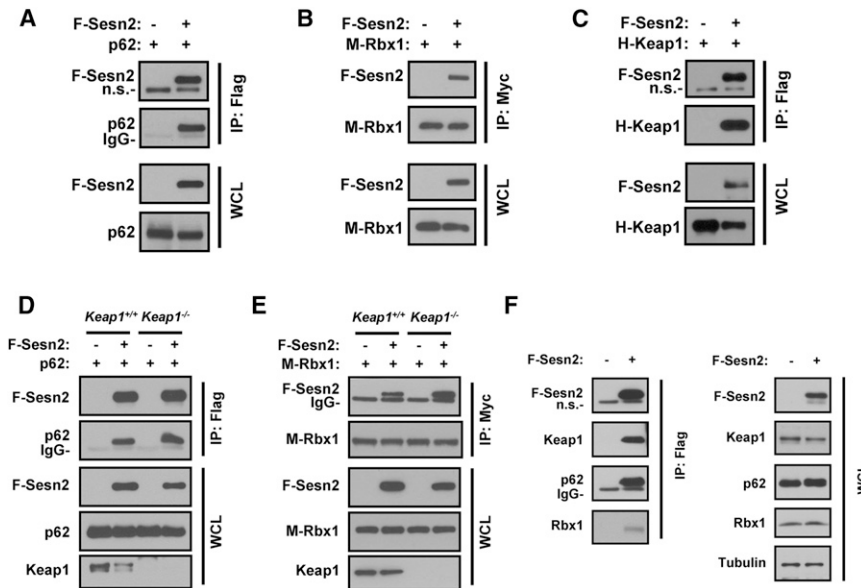 A
F-Sesn2: - +
p62: + +
F-Sesn2
n.s.-
p62
IgG-
IP: Flag
F-Sesn2
p62
WCL
B
F-Sesn2: - +
M-Rbx1: + +
F-Sesn2
M-Rbx1
IP: Myc
F-Sesn2
M-Rbx1
WCL
C
F-Sesn2: - +
H-Keap1: + +
F-Sesn2
n.s.-
H-Keap1
IP: Flag
F-Sesn2
H-Keap1
WCL
D
Keap1+/+ Keap1-/-
F-Sesn2: - + - +
p62: + + + +
F-Sesn2
p62
IgG-
IP: Flag
F-Sesn2
p62
Keap1
WCL
E
Keap1+/+ Keap1-/-
F-Sesn2: - + - +
M-Rbx1: + + + +
F-Sesn2
IgG-
M-Rbx1
IP: Myc
F-Sesn2
M-Rbx1
Keap1
WCL
F
F-Sesn2: - +
F-Sesn2
n.s.-
Keap1
p62
IgG-
Rbx1
IP: Flag
F-Sesn2: - +
F-Sesn2
Keap1
p62
Rbx1
Tubulin
WCL